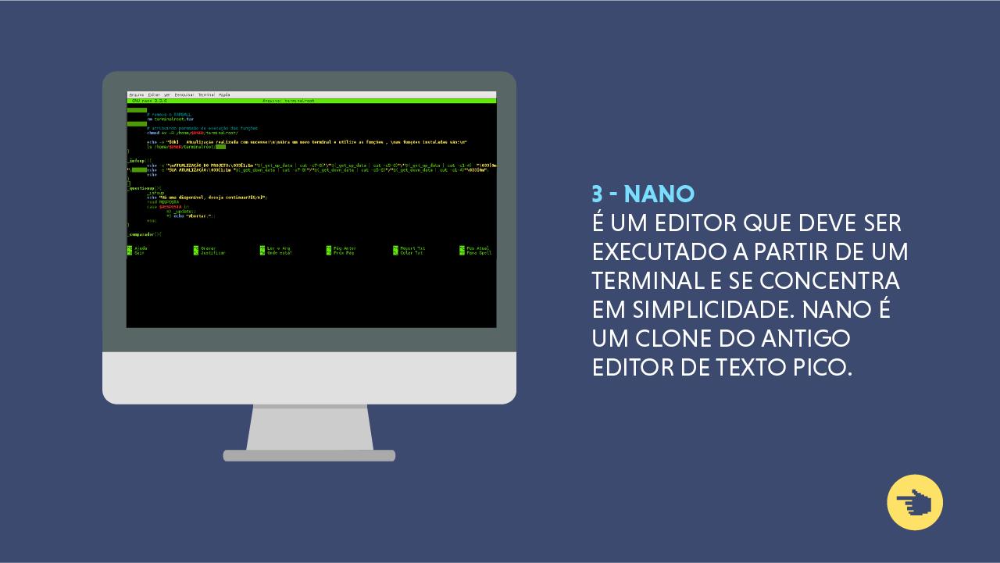 Arquivo Editar Ver Pesquisar Terminal Ajuda
GNU nano 2.2.6 Arquivo: terminalroot
# remove o TARBALL
rm terminalroot.tar
# atribuindo permissão de execução das funções
chmod +x -R /home/$USER/terminalroot/
echo -e "[Ok] Atualização realizada com sucesso!\n\nAbra um novo terminal e utilize as funções , \nas funções instaladas são:\n"
ls /home/$USER/terminalroot/
}
_infoup(){
echo -e "\nATUALIZAÇÃO DO PROJETO:\033[1;1m "$(_get_up_data | cut -c7-8)"/"$(_get_up_data | cut -c5-6)"/"$(_get_up_data | cut -c1-4) "\033[0m
"; echo -e "SUA ATUALIZAÇÃO:\033[1;1m "$(_get_down_data | cut -c7-8)"/"$(_get_down_data | cut -c5-6)"/"$(_get_down_data | cut -c1-4)"\033[0m";
echo
}
_questionup(){
_infoup
echo "Há uma disponível, deseja continuar?[S/n]";
read RESPOSTA
case $RESPOSTA in
S) _update;;
*) echo "Abortar.";;
esac
}
_comparador(){
^G Ajuda ^O Gravar ^R Ler o Arq ^Y Pág Anter ^K Recort Txt ^C Pos Atual
^X Sair ^J Justificar ^W Onde está? ^V Próx Pág ^U Colar Txt ^T Para Spell
3 - NANO
É UM EDITOR QUE DEVE SER
EXECUTADO A PARTIR DE UM
TERMINAL E SE CONCENTRA
EM SIMPLICIDADE. NANO É
UM CLONE DO ANTIGO
EDITOR DE TEXTO PICO.